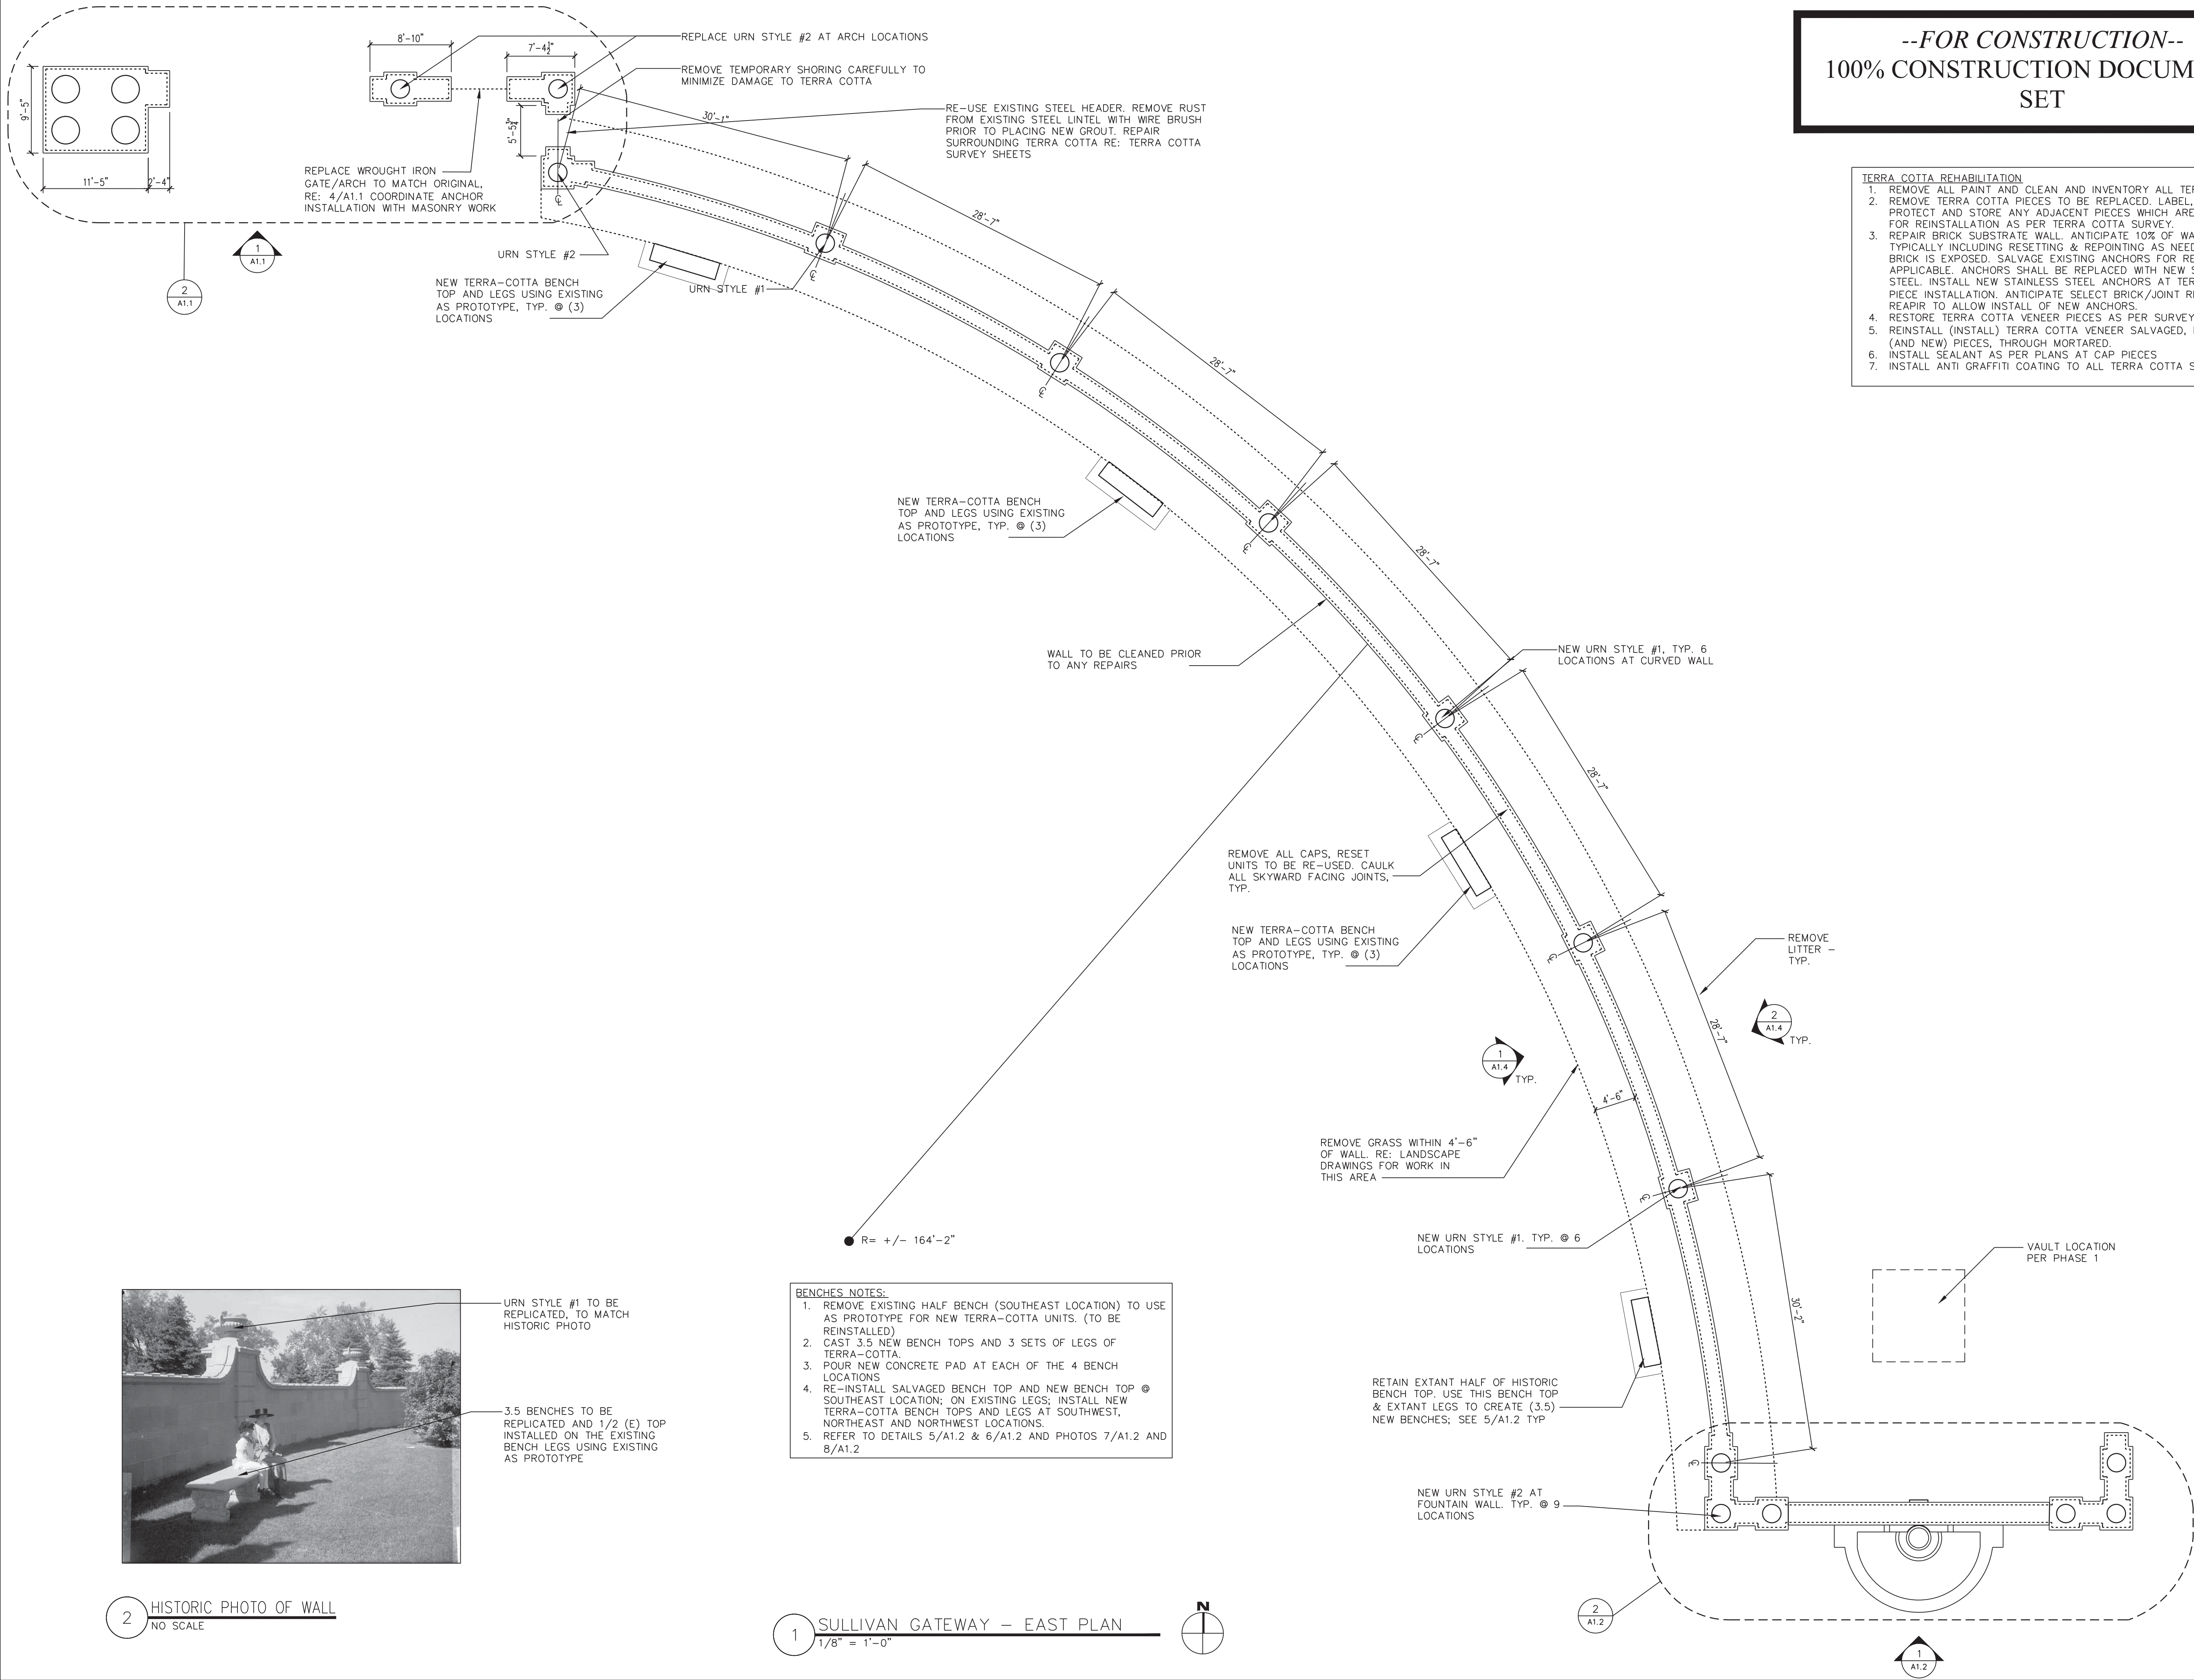 --FOR CONSTRUCTION--
100% CONSTRUCTION DOCUM
SET
TERRA COTTA REHABILITATION
1. REMOVE ALL PAINT AND CLEAN AND INVENTORY ALL TER
2. REMOVE TERRA COTTA PIECES TO BE REPLACED. LABEL,
PROTECT AND STORE ANY ADJACENT PIECES WHICH ARE
FOR REINSTALLATION AS PER TERRA COTTA SURVEY.
3. REPAIR BRICK SUBSTRATE WALL. ANTICIPATE 10% OF WA
TYPICALLY INCLUDING RESETTING & REPOINTING AS NEED
BRICK IS EXPOSED. SALVAGE EXISTING ANCHORS FOR RE
APPLICABLE. ANCHORS SHALL BE REPLACED WITH NEW S
STEEL. INSTALL NEW STAINLESS STEEL ANCHORS AT TER
PIECE INSTALLATION. ANTICIPATE SELECT BRICK/JOINT R
REAPIR TO ALLOW INSTALL OF NEW ANCHORS.
4. RESTORE TERRA COTTA VENEER PIECES AS PER SURVEY
5. REINSTALL (INSTALL) TERRA COTTA VENEER SALVAGED,
(AND NEW) PIECES, THROUGH MORTARED.
6. INSTALL SEALANT AS PER PLANS AT CAP PIECES
7. INSTALL ANTI GRAFFITI COATING TO ALL TERRA COTTA S
8'-10"
7'-4½"
9'-5"
11'-5"
2'-4"
5'-5¾"
REPLACE URN STYLE #2 AT ARCH LOCATIONS
REMOVE TEMPORARY SHORING CAREFULLY TO
MINIMIZE DAMAGE TO TERRA COTTA
RE-USE EXISTING STEEL HEADER. REMOVE RUST
FROM EXISTING STEEL LINTEL WITH WIRE BRUSH
PRIOR TO PLACING NEW GROUT. REPAIR
SURROUNDING TERRA COTTA RE: TERRA COTTA
SURVEY SHEETS
REPLACE WROUGHT IRON
GATE/ARCH TO MATCH ORIGINAL,
RE: 4/A1.1 COORDINATE ANCHOR
INSTALLATION WITH MASONRY WORK
30'-1"
28'-7"
28'-7"
28'-7"
28'-7"
28'-7"
30'-2"
℄
℄
℄
℄
℄
℄
℄
℄
1
A1.1
2
A1.1
URN STYLE #2
URN STYLE #1
NEW TERRA-COTTA BENCH
TOP AND LEGS USING EXISTING
AS PROTOTYPE, TYP. @ (3)
LOCATIONS
NEW TERRA-COTTA BENCH
TOP AND LEGS USING EXISTING
AS PROTOTYPE, TYP. @ (3)
LOCATIONS
WALL TO BE CLEANED PRIOR
TO ANY REPAIRS
NEW URN STYLE #1, TYP. 6
LOCATIONS AT CURVED WALL
REMOVE ALL CAPS, RESET
UNITS TO BE RE-USED. CAULK
ALL SKYWARD FACING JOINTS,
TYP.
NEW TERRA-COTTA BENCH
TOP AND LEGS USING EXISTING
AS PROTOTYPE, TYP. @ (3)
LOCATIONS
REMOVE
LITTER -
TYP.
2
A1.4
TYP.
1
A1.4
TYP.
4'-6"
REMOVE GRASS WITHIN 4'-6"
OF WALL. RE: LANDSCAPE
DRAWINGS FOR WORK IN
THIS AREA
NEW URN STYLE #1. TYP. @ 6
LOCATIONS
VAULT LOCATION
PER PHASE 1
R= +/- 164'-2"
RETAIN EXTANT HALF OF HISTORIC
BENCH TOP. USE THIS BENCH TOP
& EXTANT LEGS TO CREATE (3.5)
NEW BENCHES; SEE 5/A1.2 TYP
NEW URN STYLE #2 AT
FOUNTAIN WALL. TYP. @ 9
LOCATIONS
2
A1.2
1
A1.2
BENCHES NOTES:
1. REMOVE EXISTING HALF BENCH (SOUTHEAST LOCATION) TO USE
AS PROTOTYPE FOR NEW TERRA-COTTA UNITS. (TO BE
REINSTALLED)
2. CAST 3.5 NEW BENCH TOPS AND 3 SETS OF LEGS OF
TERRA-COTTA.
3. POUR NEW CONCRETE PAD AT EACH OF THE 4 BENCH
LOCATIONS
4. RE-INSTALL SALVAGED BENCH TOP AND NEW BENCH TOP @
SOUTHEAST LOCATION; ON EXISTING LEGS; INSTALL NEW
TERRA-COTTA BENCH TOPS AND LEGS AT SOUTHWEST,
NORTHEAST AND NORTHWEST LOCATIONS.
5. REFER TO DETAILS 5/A1.2 & 6/A1.2 AND PHOTOS 7/A1.2 AND
8/A1.2
URN STYLE #1 TO BE
REPLICATED, TO MATCH
HISTORIC PHOTO
3.5 BENCHES TO BE
REPLICATED AND 1/2 (E) TOP
INSTALLED ON THE EXISTING
BENCH LEGS USING EXISTING
AS PROTOTYPE
2 HISTORIC PHOTO OF WALL
NO SCALE
1 SULLIVAN GATEWAY - EAST PLAN
1/8" = 1'-0"
N